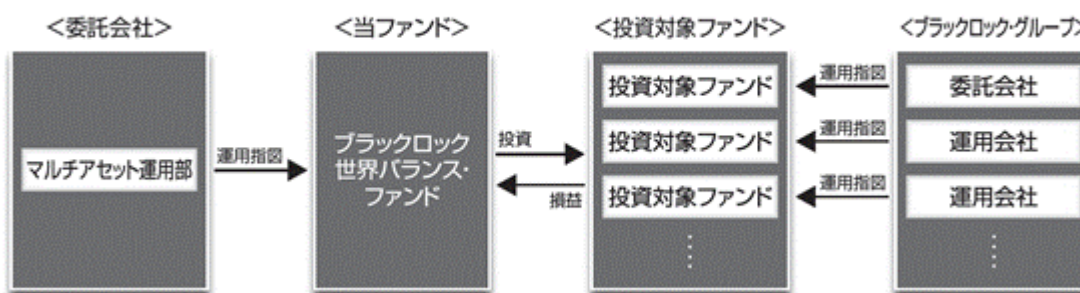 <委託会社>
マルチアセット運用部
運用指図
<当ファンド>
ブラックロック
世界バランス・
ファンド
投資
損益
<投資対象ファンド>
投資対象ファンド
投資対象ファンド
投資対象ファンド
運用指図
運用指図
運用指図
<ブラックロック・グループ>
委託会社
運用会社
運用会社